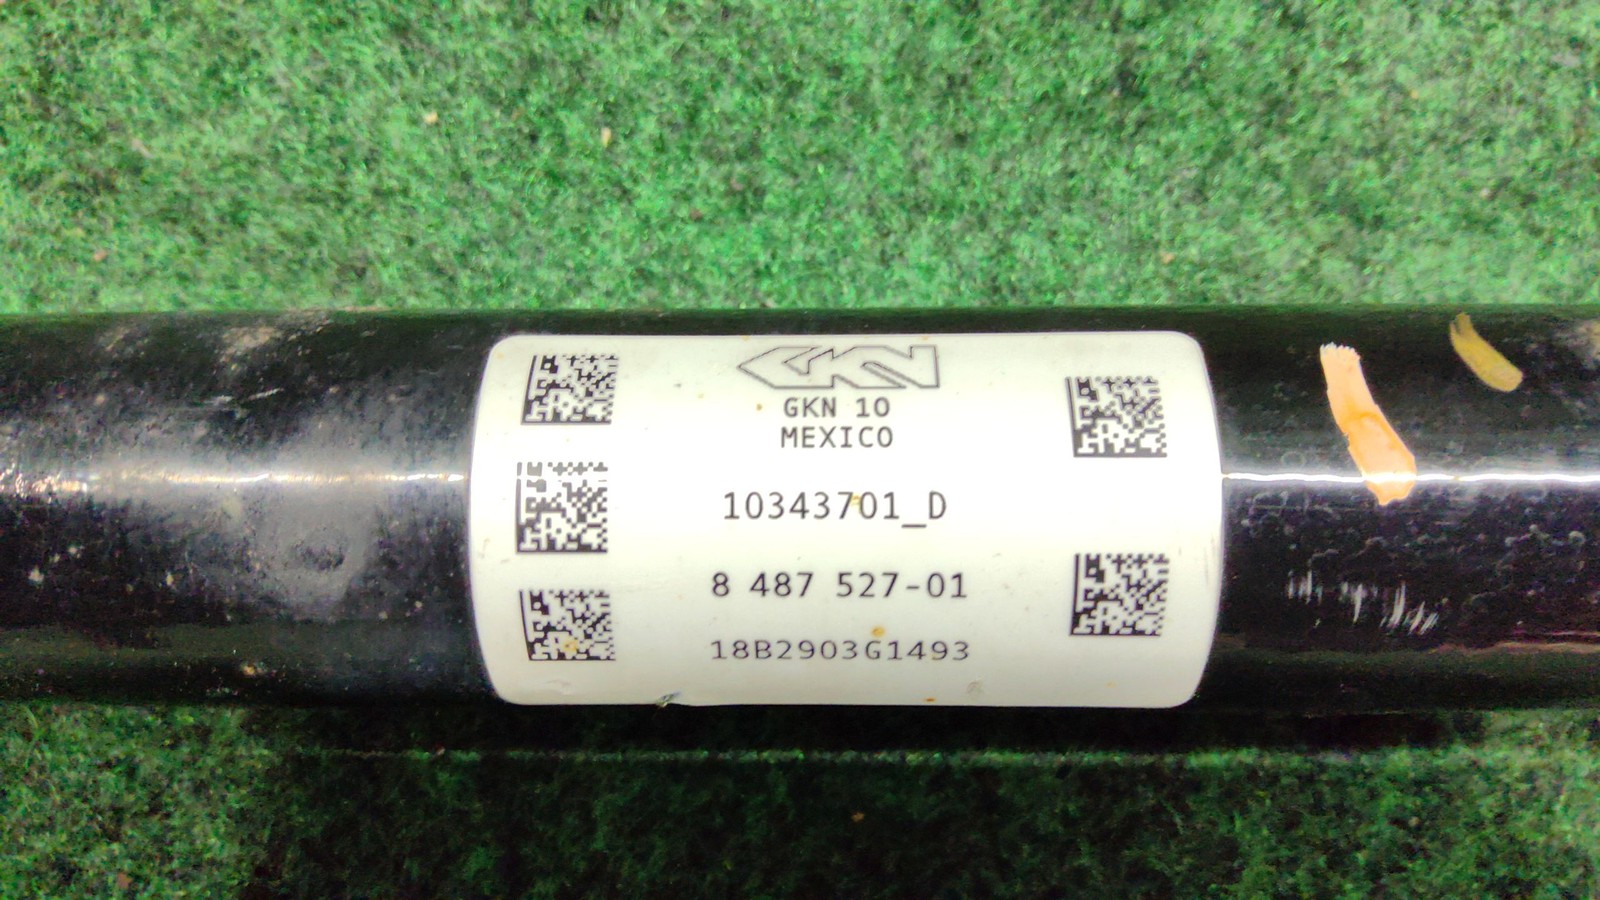 GKN
GKN 10
MEXICO
10343701_D
8 487 527-01
18B2903G1493